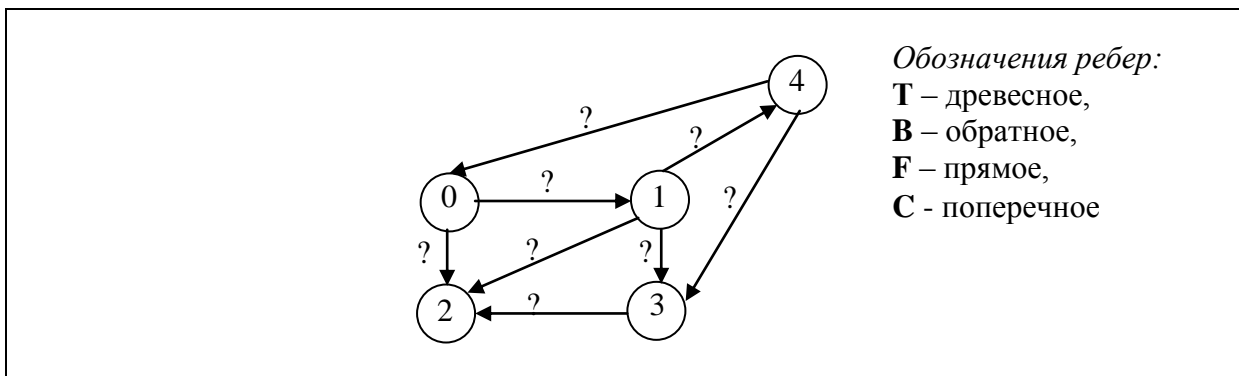 Обозначения ребер:
4
T – древесное,
?
B – обратное,
?
F – прямое,
?
?
0
1
C - поперечное
?
?
?
?
2
3